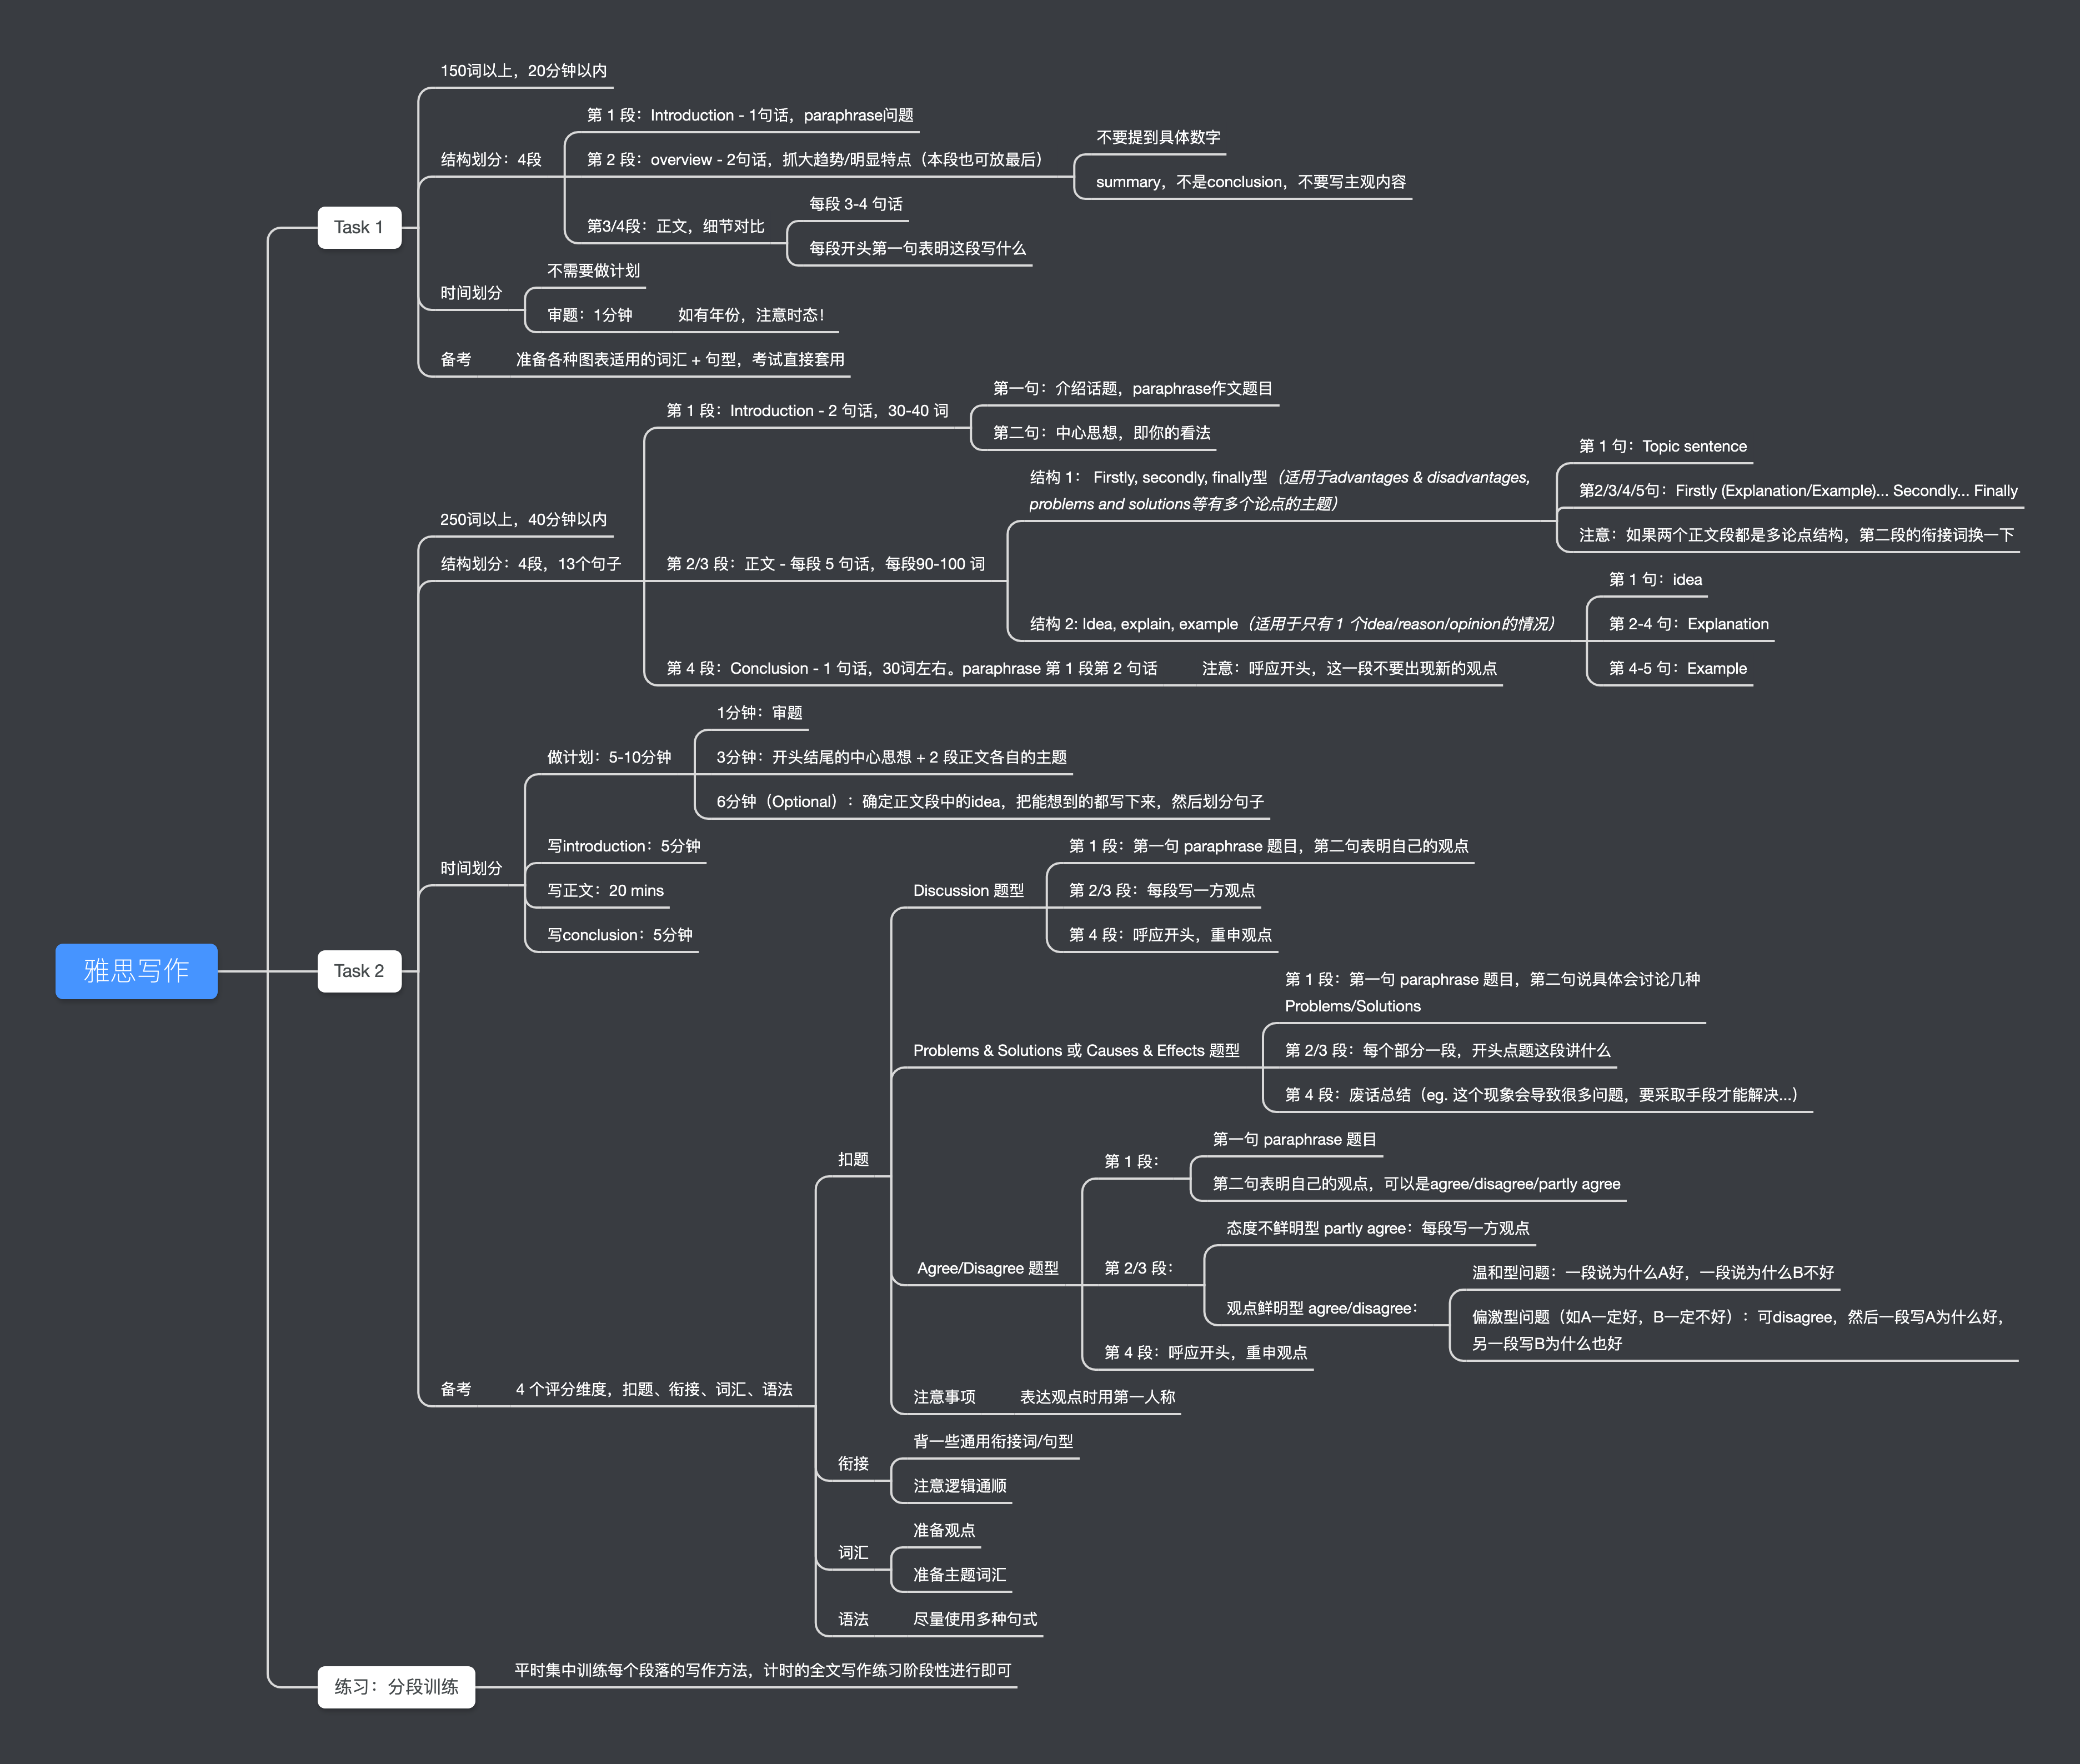 雅思写作
Task 1
150词以上，20分钟以内
结构划分：4段
第 1 段：Introduction - 1句话，paraphrase问题
第 2 段：overview - 2句话，抓大趋势/明显特点（本段也可放最后）
不要提到具体数字
summary，不是conclusion，不要写主观内容
第3/4段：正文，细节对比
每段 3-4 句话
每段开头第一句表明这段写什么
时间划分
不需要做计划
审题：1分钟
如有年份，注意时态！
备考
准备各种图表适用的词汇 + 句型，考试直接套用
Task 2
250词以上，40分钟以内
结构划分：4段，13个句子
第 1 段：Introduction - 2 句话，30-40 词
第一句：介绍话题，paraphrase作文题目
第二句：中心思想，即你的看法
第 2/3 段：正文 - 每段 5 句话，每段90-100 词
结构 1： Firstly, secondly, finally型（适用于advantages & disadvantages,
problems and solutions等有多个论点的主题）
第 1 句：Topic sentence
第2/3/4/5句：Firstly (Explanation/Example)... Secondly... Finally
注意：如果两个正文段都是多论点结构，第二段的衔接词换一下
结构 2: Idea, explain, example（适用于只有 1 个idea/reason/opinion的情况）
第 1 句：idea
第 2-4 句：Explanation
第 4-5 句：Example
第 4 段：Conclusion - 1 句话，30词左右。paraphrase 第 1 段第 2 句话
注意：呼应开头，这一段不要出现新的观点
时间划分
做计划：5-10分钟
1分钟：审题
3分钟：开头结尾的中心思想 + 2 段正文各自的主题
6分钟（Optional）：确定正文段中的idea，把能想到的都写下来，然后划分句子
写introduction：5分钟
写正文：20 mins
写conclusion：5分钟
备考
4 个评分维度，扣题、衔接、词汇、语法
扣题
Discussion 题型
第 1 段：第一句 paraphrase 题目，第二句表明自己的观点
第 2/3 段：每段写一方观点
第 4 段：呼应开头，重申观点
Problems & Solutions 或 Causes & Effects 题型
第 1 段：第一句 paraphrase 题目，第二句说具体会讨论几种
Problems/Solutions
第 2/3 段：每个部分一段，开头点题这段讲什么
第 4 段：废话总结（eg. 这个现象会导致很多问题，要采取手段才能解决...）
Agree/Disagree 题型
第 1 段：
第一句 paraphrase 题目
第二句表明自己的观点，可以是agree/disagree/partly agree
第 2/3 段：
态度不鲜明型 partly agree：每段写一方观点
观点鲜明型 agree/disagree：
温和型问题：一段说为什么A好，一段说为什么B不好
偏激型问题（如A一定好，B一定不好）：可disagree，然后一段写A为什么好，
另一段写B为什么也好
第 4 段：呼应开头，重申观点
注意事项
表达观点时用第一人称
衔接
背一些通用衔接词/句型
注意逻辑通顺
词汇
准备观点
准备主题词汇
语法
尽量使用多种句式
练习：分段训练
平时集中训练每个段落的写作方法，计时的全文写作练习阶段性进行即可